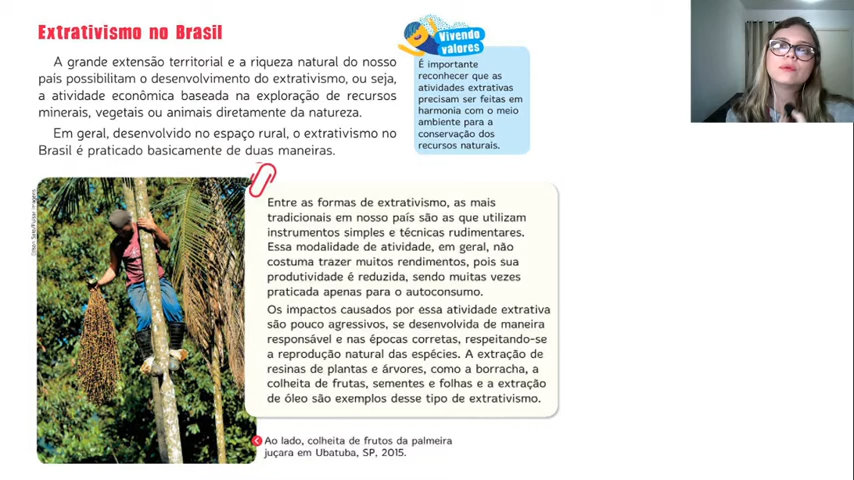 Extrativismo no Brasil
A grande extensão territorial e a riqueza natural do nosso
país possibilitam o desenvolvimento do extrativismo, ou seja,
a atividade econômica baseada na exploração de recursos
minerais, vegetais ou animais diretamente da natureza.
Em geral, desenvolvido no espaço rural, o extrativismo no
Brasil é praticado basicamente de duas maneiras.
Vivendo
valores
É importante
reconhecer que as
atividades extrativas
precisam ser feitas em
harmonia com o meio
ambiente para a
conservação dos
recursos naturais.
Entre as formas de extrativismo, as mais
tradicionais em nosso país são as que utilizam
instrumentos simples e técnicas rudimentares.
Essa modalidade de atividade, em geral, não
costuma trazer muitos rendimentos, pois sua
produtividade é reduzida, sendo muitas vezes
praticada apenas para o autoconsumo.
Os impactos causados por essa atividade extrativa
são pouco agressivos, se desenvolvida de maneira
responsável e nas épocas corretas, respeitando-se
a reprodução natural das espécies. A extração de
resinas de plantas e árvores, como a borracha, a
colheita de frutas, sementes e folhas e a extração
de óleo são exemplos desse tipo de extrativismo.
Ao lado, colheita de frutos da palmeira
juçara em Ubatuba, SP, 2015.